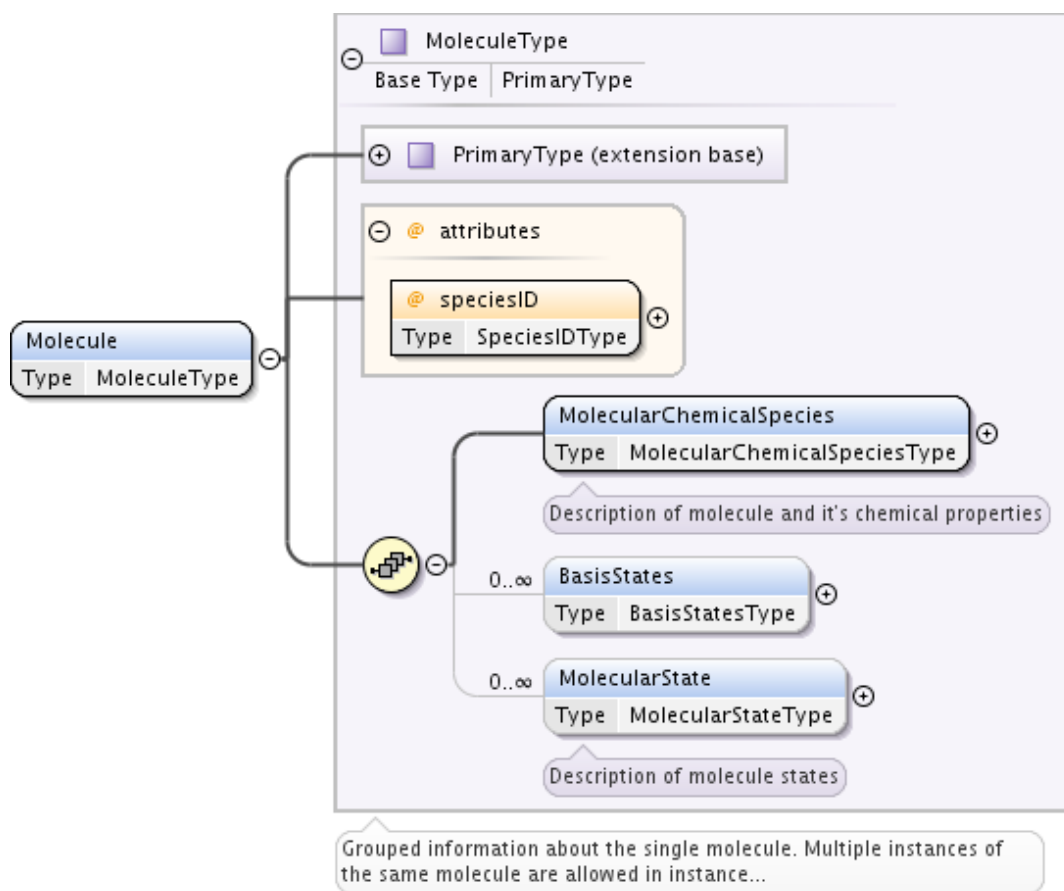 MoleculeType
Base Type PrimaryType
PrimaryType (extension base)
@ attributes
@ speciesID
Type SpeciesIDType
Molecule
Type MoleculeType
MolecularChemicalSpecies
Type MolecularChemicalSpeciesType
Description of molecule and it's chemical properties
0..∞
BasisStates
Type BasisStatesType
0..∞
MolecularState
Type MolecularStateType
Description of molecule states
Grouped information about the single molecule. Multiple instances of
the same molecule are allowed in instance...